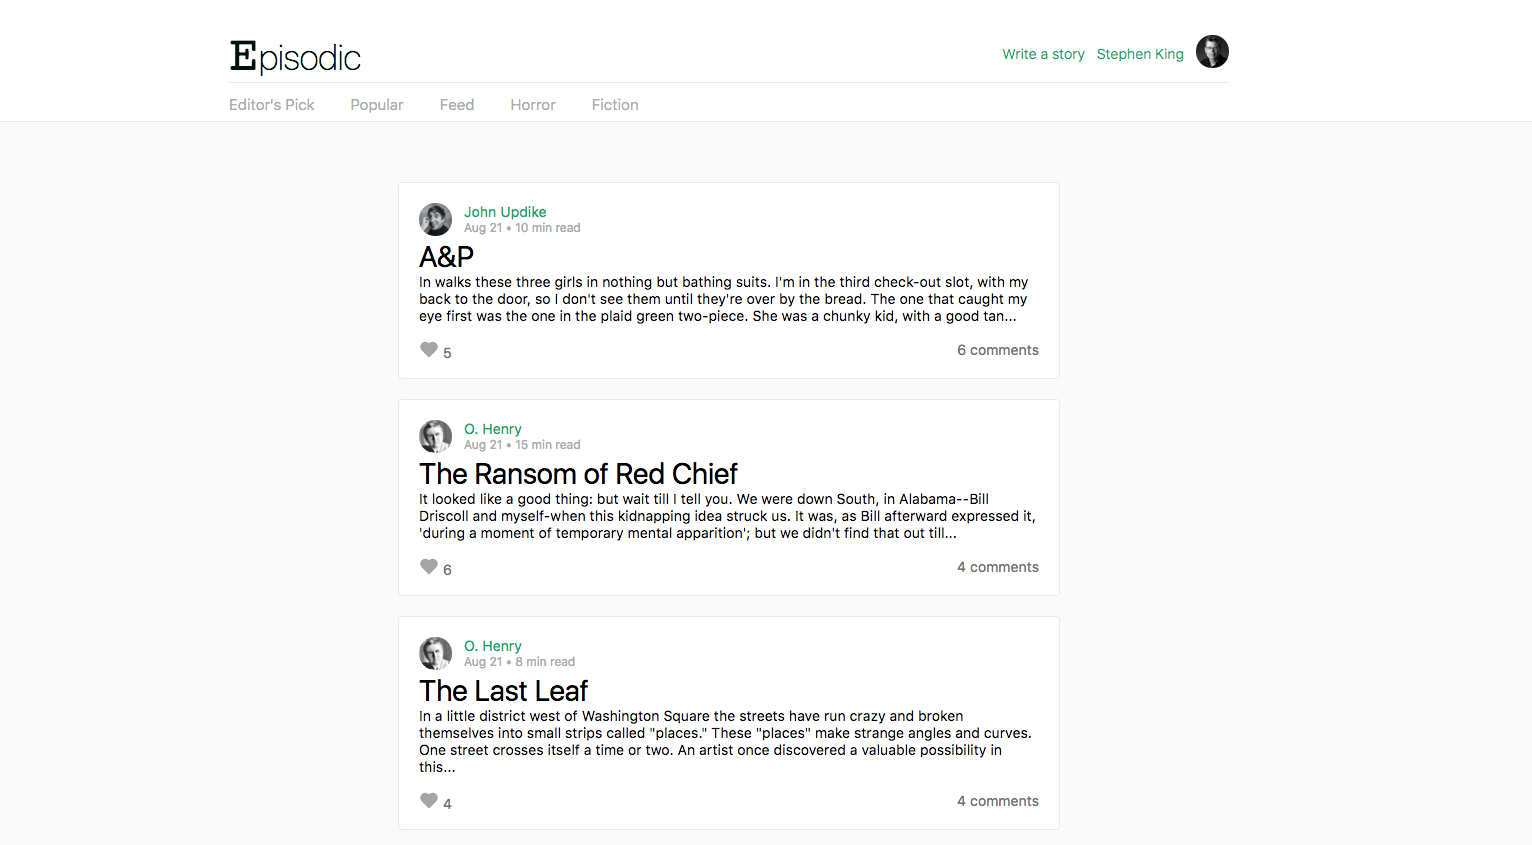 Episodic
Write a story Stephen King
Editor's Pick Popular Feed Horror Fiction
John Updike
Aug 21 • 10 min read
A&P
In walks these three girls in nothing but bathing suits. I'm in the third check-out slot, with my
back to the door, so I don't see them until they're over by the bread. The one that caught my
eye first was the one in the plaid green two-piece. She was a chunky kid, with a good tan...
5 6 comments
O. Henry
Aug 21 • 15 min read
The Ransom of Red Chief
It looked like a good thing: but wait till I tell you. We were down South, in Alabama--Bill
Driscoll and myself-when this kidnapping idea struck us. It was, as Bill afterward expressed it,
'during a moment of temporary mental apparition'; but we didn't find that out till...
6 4 comments
O. Henry
Aug 21 • 8 min read
The Last Leaf
In a little district west of Washington Square the streets have run crazy and broken
themselves into small strips called "places." These "places" make strange angles and curves.
One street crosses itself a time or two. An artist once discovered a valuable possibility in
this...
4 4 comments